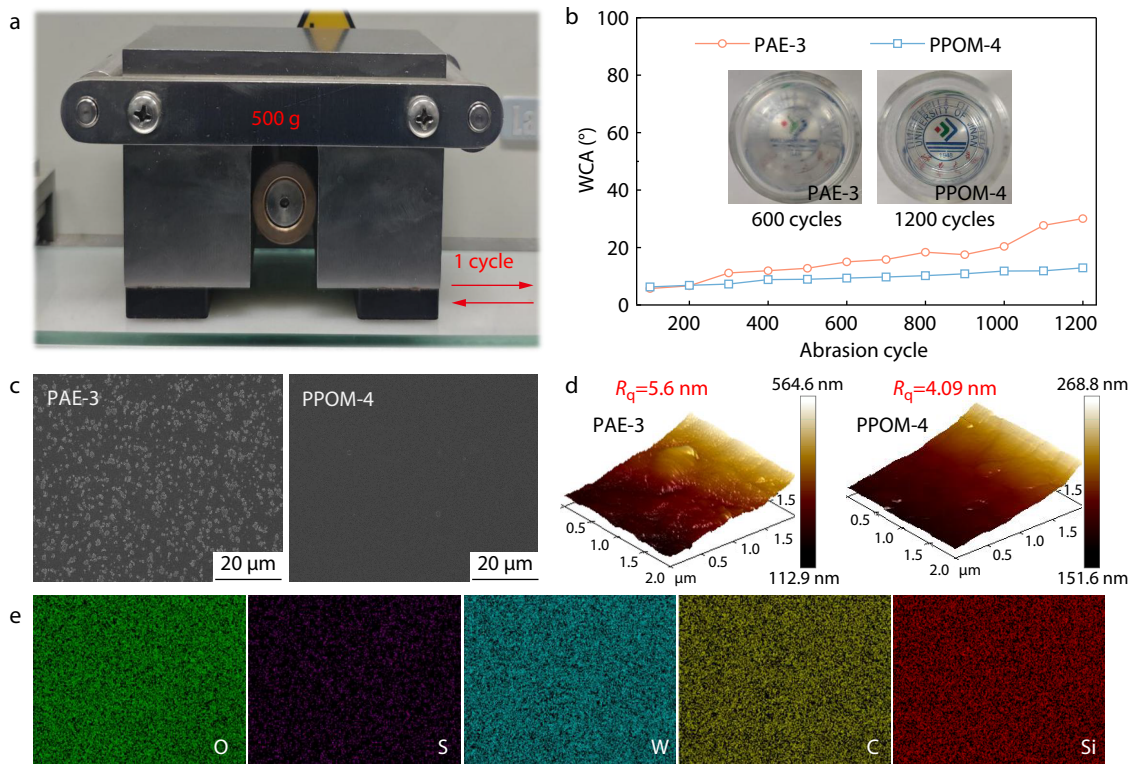 a
500 g
1 cycle
b
100
80
60
40
20
0
WCA (°)
PAE-3
PPOM-4
UNIVERSITY OF JINAN
PAE-3
PPOM-4
600 cycles
1200 cycles
200
400
600
800
1000
1200
Abrasion cycle
c
PAE-3
20 μm
PPOM-4
20 μm
d
Rq=5.6 nm
PAE-3
564.6 nm
112.9 nm
0.5
1.0
1.5
2.0
μm
0.5
1.0
1.5
Rq=4.09 nm
PPOM-4
268.8 nm
151.6 nm
0.5
1.0
1.5
2.0
μm
0.5
1.0
1.5
e
O
S
W
C
Si